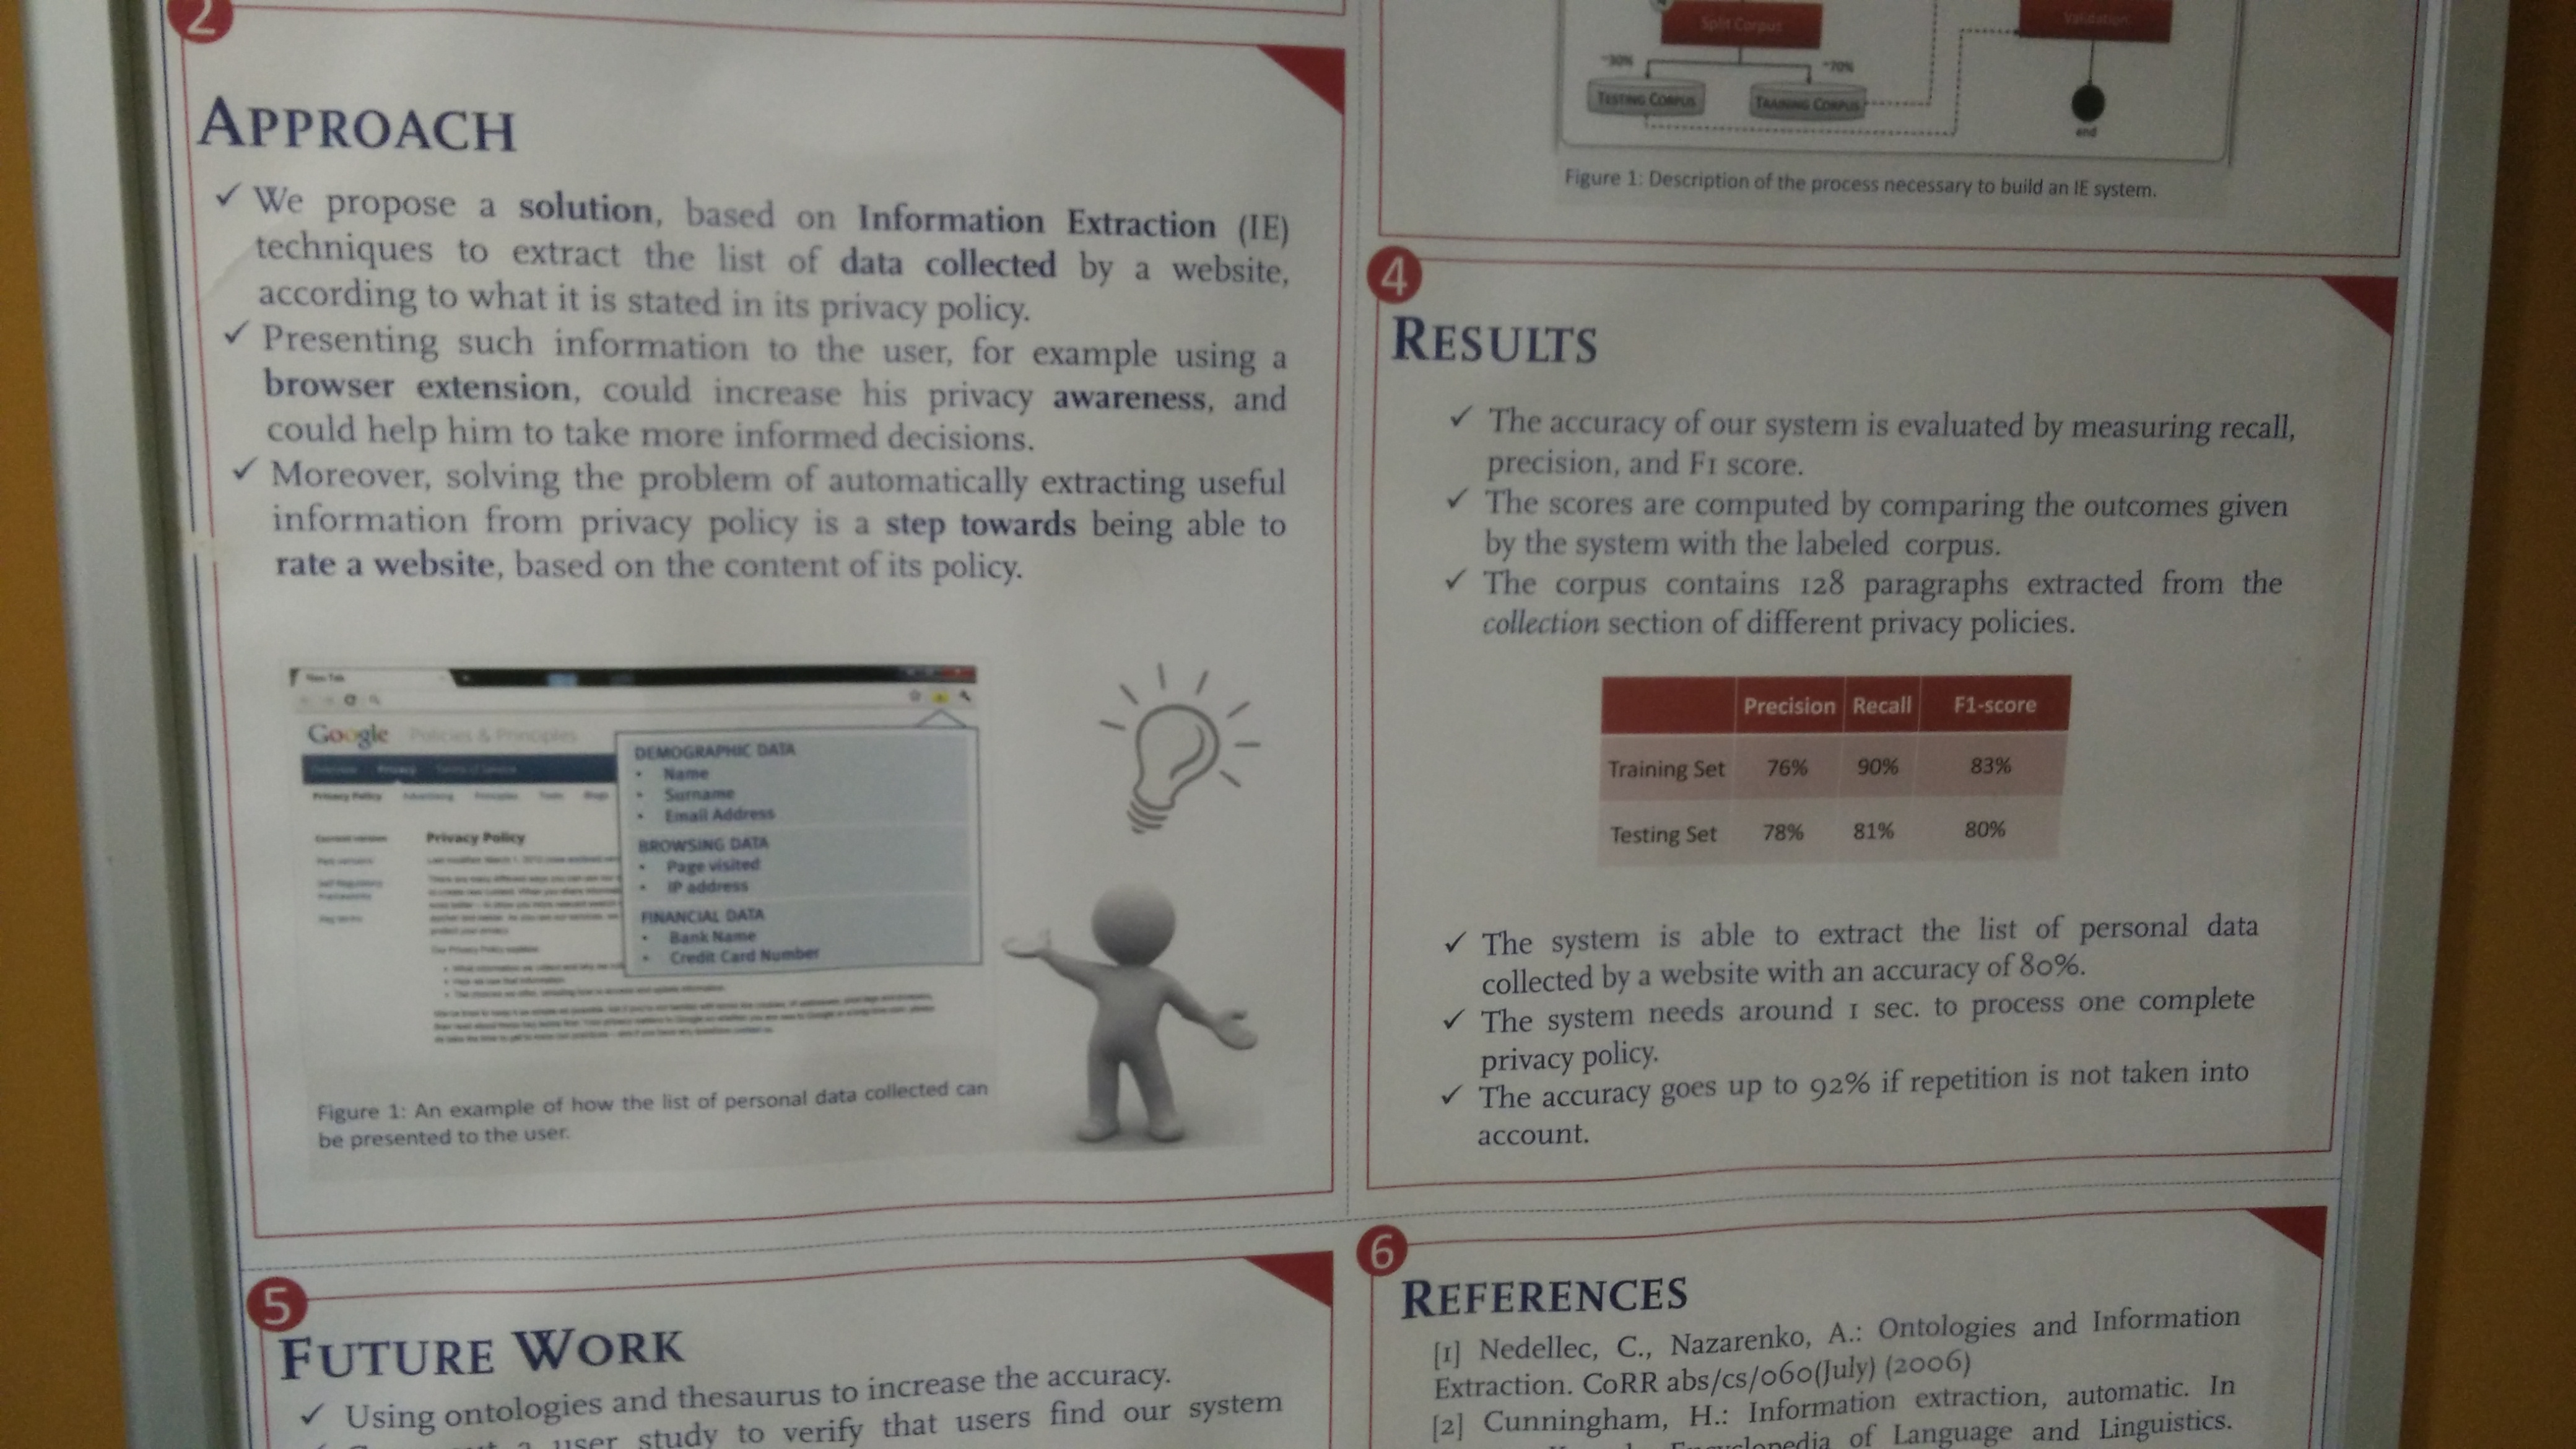 2
APPROACH
✓ We propose a solution, based on Information Extraction (IE)
techniques to extract the list of data collected by a website,
according to what it is stated in its privacy policy.
✓ Presenting such information to the user, for example using a
browser extension, could increase his privacy awareness, and
could help him to take more informed decisions.
✓ Moreover, solving the problem of automatically extracting useful
information from privacy policy is a step towards being able to
rate a website, based on the content of its policy.
New Tab
Google Policies & Principles
Overview Privacy Terms of Service
Privacy Policy
Privacy Policy
DEMOGRAPHIC DATA
• Name
• Surname
• Email Address
BROWSING DATA
• Page visited
• IP address
FINANCIAL DATA
• Bank Name
• Credit Card Number
Figure 1: An example of how the list of personal data collected can
be presented to the user.
Split Corpus
Validation
~30%
~70%
TESTING CORPUS
TRAINING CORPUS
end
Figure 1: Description of the process necessary to build an IE system.
4
RESULTS
✓ The accuracy of our system is evaluated by measuring recall,
precision, and F1 score.
✓ The scores are computed by comparing the outcomes given
by the system with the labeled corpus.
✓ The corpus contains 128 paragraphs extracted from the
collection section of different privacy policies.
Precision Recall F1-score
Training Set 76% 90% 83%
Testing Set 78% 81% 80%
✓ The system is able to extract the list of personal data
collected by a website with an accuracy of 80%.
✓ The system needs around 1 sec. to process one complete
privacy policy.
✓ The accuracy goes up to 92% if repetition is not taken into
account.
5
FUTURE WORK
✓ Using ontologies and thesaurus to increase the accuracy.
user study to verify that users find our system
6
REFERENCES
[1] Nedellec, C., Nazarenko, A.: Ontologies and Information
Extraction. CoRR abs/cs/060(July) (2006)
[2] Cunningham, H.: Information extraction, automatic. In
of Language and Linguistics.